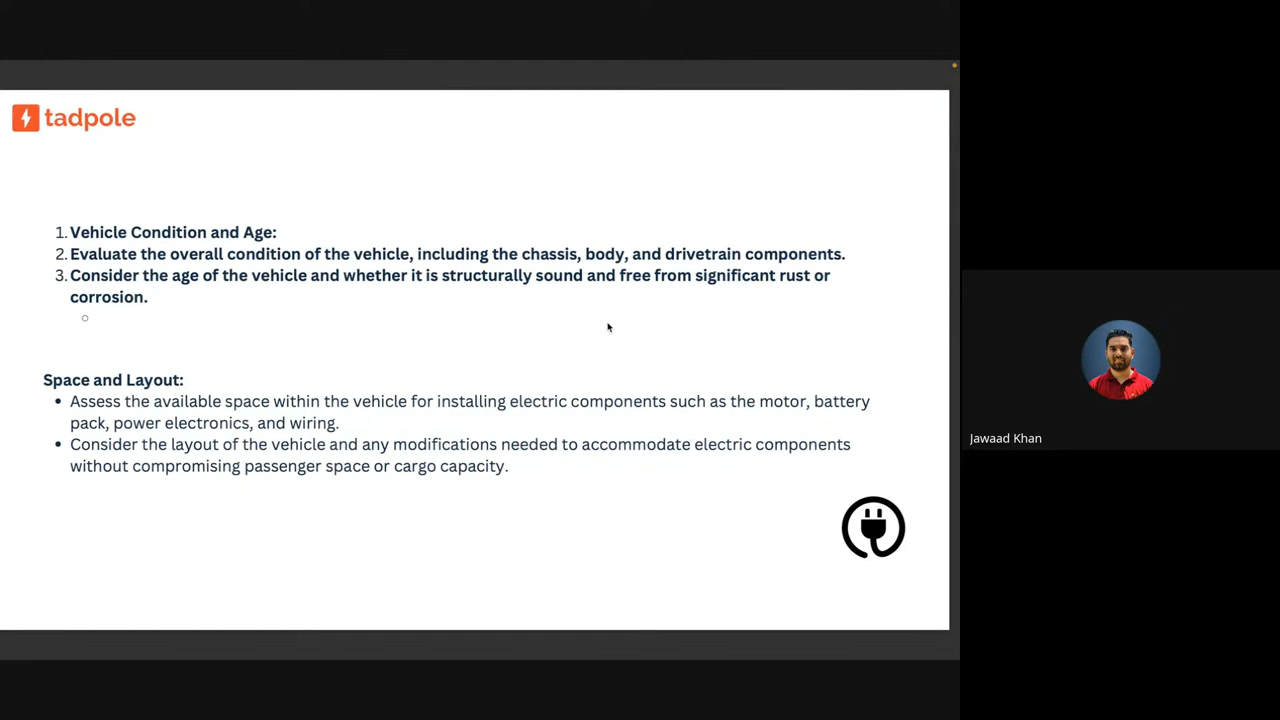 tadpole
1. Vehicle Condition and Age:
2. Evaluate the overall condition of the vehicle, including the chassis, body, and drivetrain components.
3. Consider the age of the vehicle and whether it is structurally sound and free from significant rust or
corrosion.
Space and Layout:
• Assess the available space within the vehicle for installing electric components such as the motor, battery
pack, power electronics, and wiring.
• Consider the layout of the vehicle and any modifications needed to accommodate electric components
without compromising passenger space or cargo capacity.
Jawaad Khan